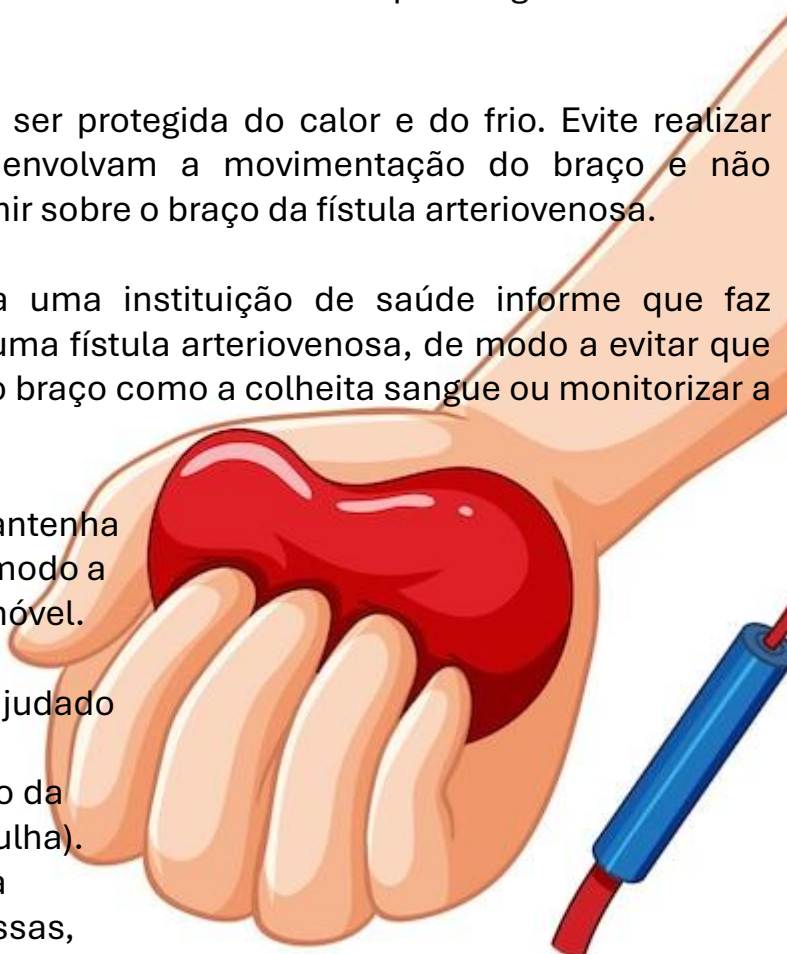 ser protegida do calor e do frio. Evite realizar
envolvam a movimentação do braço e não
sobre o braço da fístula arteriovenosa.
uma instituição de saúde informe que faz
uma fístula arteriovenosa, de modo a evitar que
braço como a colheita sangue ou monitorizar a
antenha
modo a
móvel.
judado
da
ulha).
ssas,